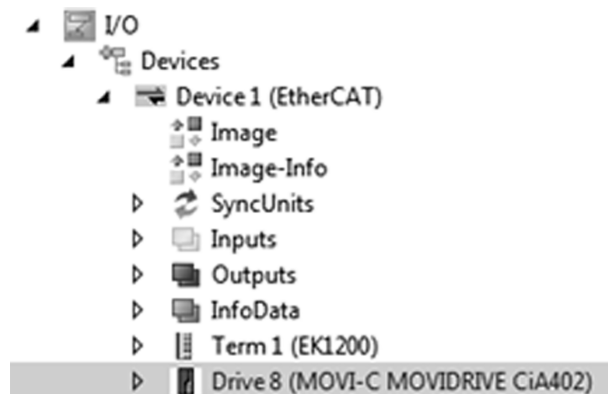 I/O
Devices
Device 1 (EtherCAT)
Image
Image-Info
SyncUnits
Inputs
Outputs
InfoData
Term 1 (EK1200)
Drive 8 (MOVI-C MOVIDRIVE CiA402)